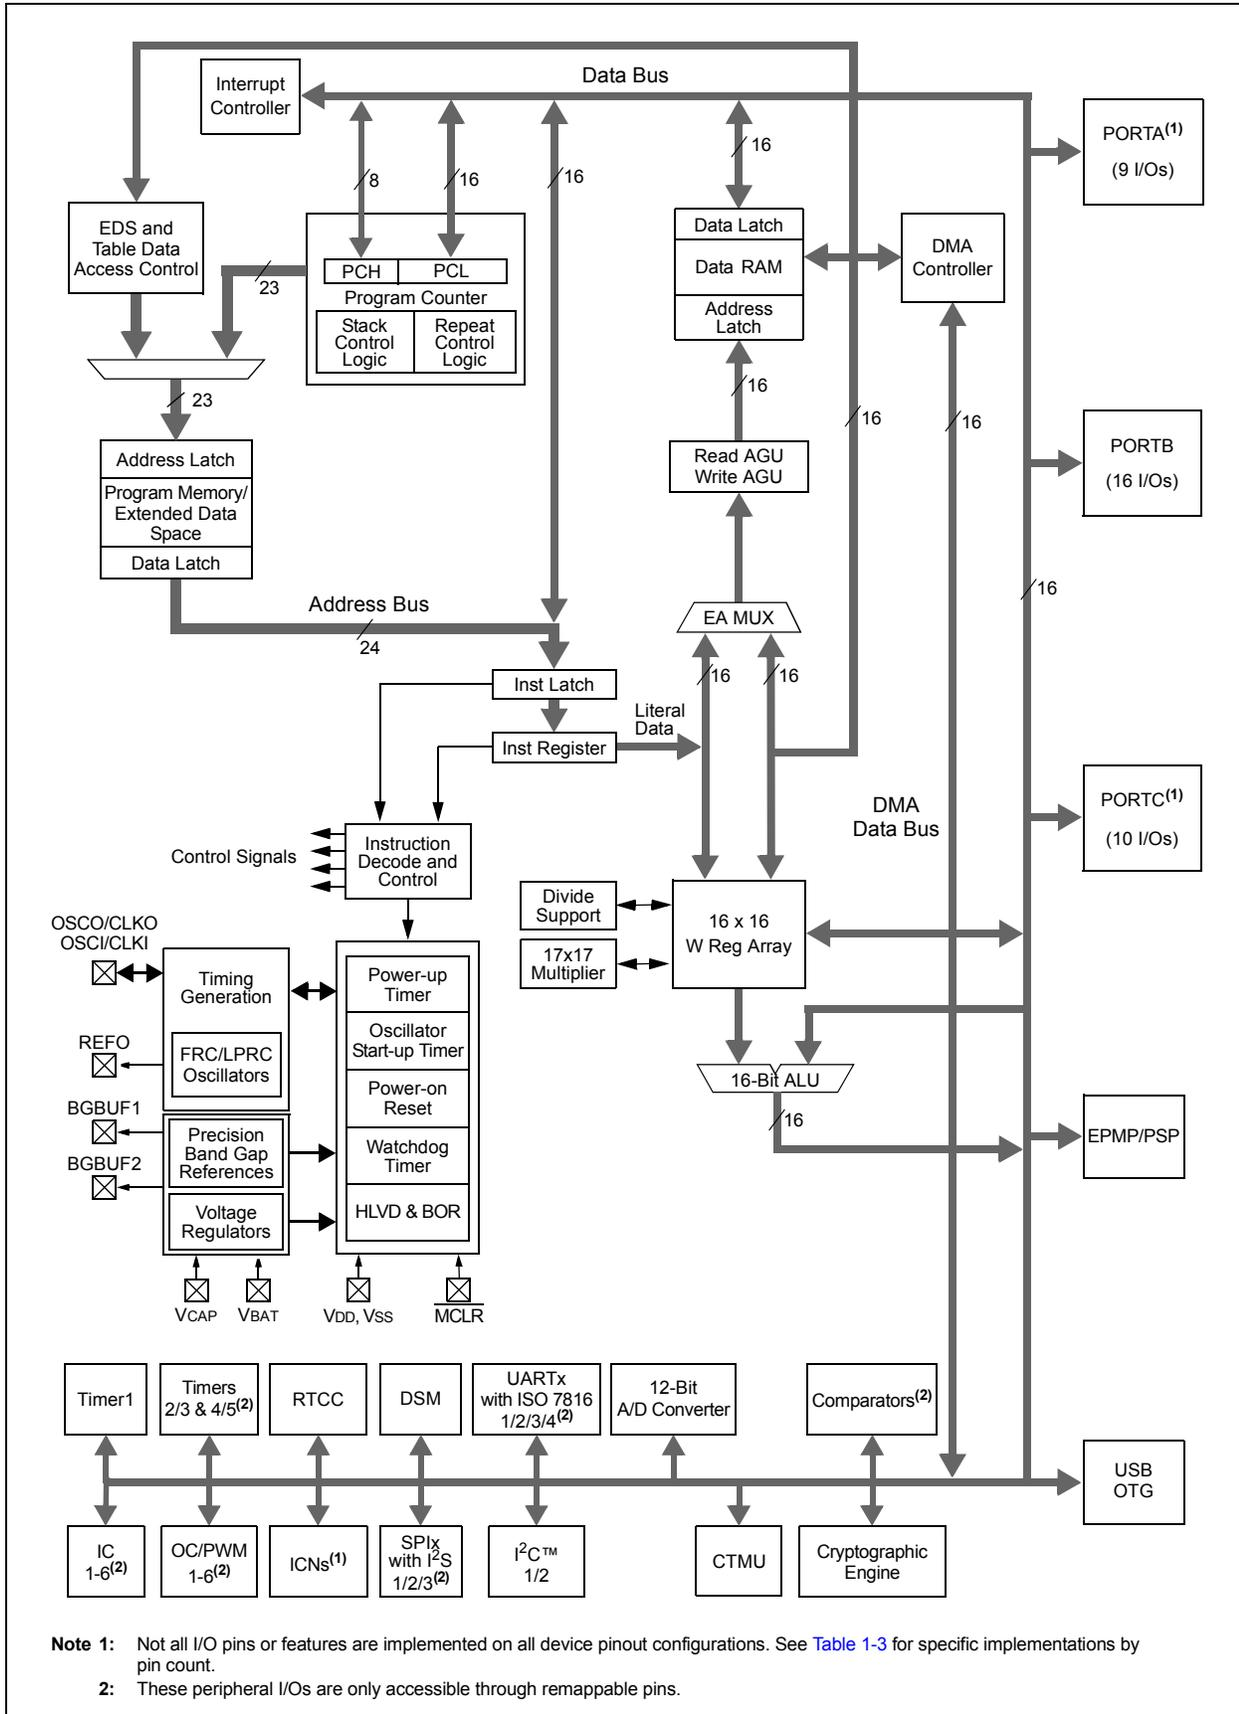 Data Bus
Interrupt
Controller
PORTA(1)
(9 I/Os)
16
8
16
16
EDS and
Table Data
Access Control
Data Latch
Data RAM
Address
Latch
DMA
Controller
PCH
PCL
Program Counter
Stack
Control
Logic
Repeat
Control
Logic
23
23
16
16
16
Address Latch
Program Memory/
Extended Data
Space
Data Latch
Read AGU
Write AGU
PORTB
(16 I/Os)
16
Address Bus
24
EA MUX
16
16
Inst Latch
Inst Register
Literal
Data
PORTC(1)
(10 I/Os)
DMA
Data Bus
Control Signals
Instruction
Decode and
Control
Divide
Support
17x17
Multiplier
16 x 16
W Reg Array
OSCO/CLKO
OSCI/CLKI
Timing
Generation
Power-up
Timer
REFO
FRC/LPRC
Oscillators
Oscillator
Start-up Timer
16-Bit ALU
16
Power-on
Reset
BGBUF1
BGBUF2
Precision
Band Gap
References
Watchdog
Timer
EPMP/PSP
Voltage
Regulators
HLVD & BOR
VCAP
VBAT
VDD, VSS
MCLR
Timer1
Timers
2/3 & 4/5(2)
RTCC
DSM
UARTx
with ISO 7816
1/2/3/4(2)
12-Bit
A/D Converter
Comparators(2)
USB
OTG
IC
1-6(2)
OC/PWM
1-6(2)
ICNs(1)
SPIx
with I2S
1/2/3(2)
I2C™
1/2
CTMU
Cryptographic
Engine
Note 1: Not all I/O pins or features are implemented on all device pinout configurations. See Table 1-3 for specific implementations by
pin count.
2: These peripheral I/Os are only accessible through remappable pins.